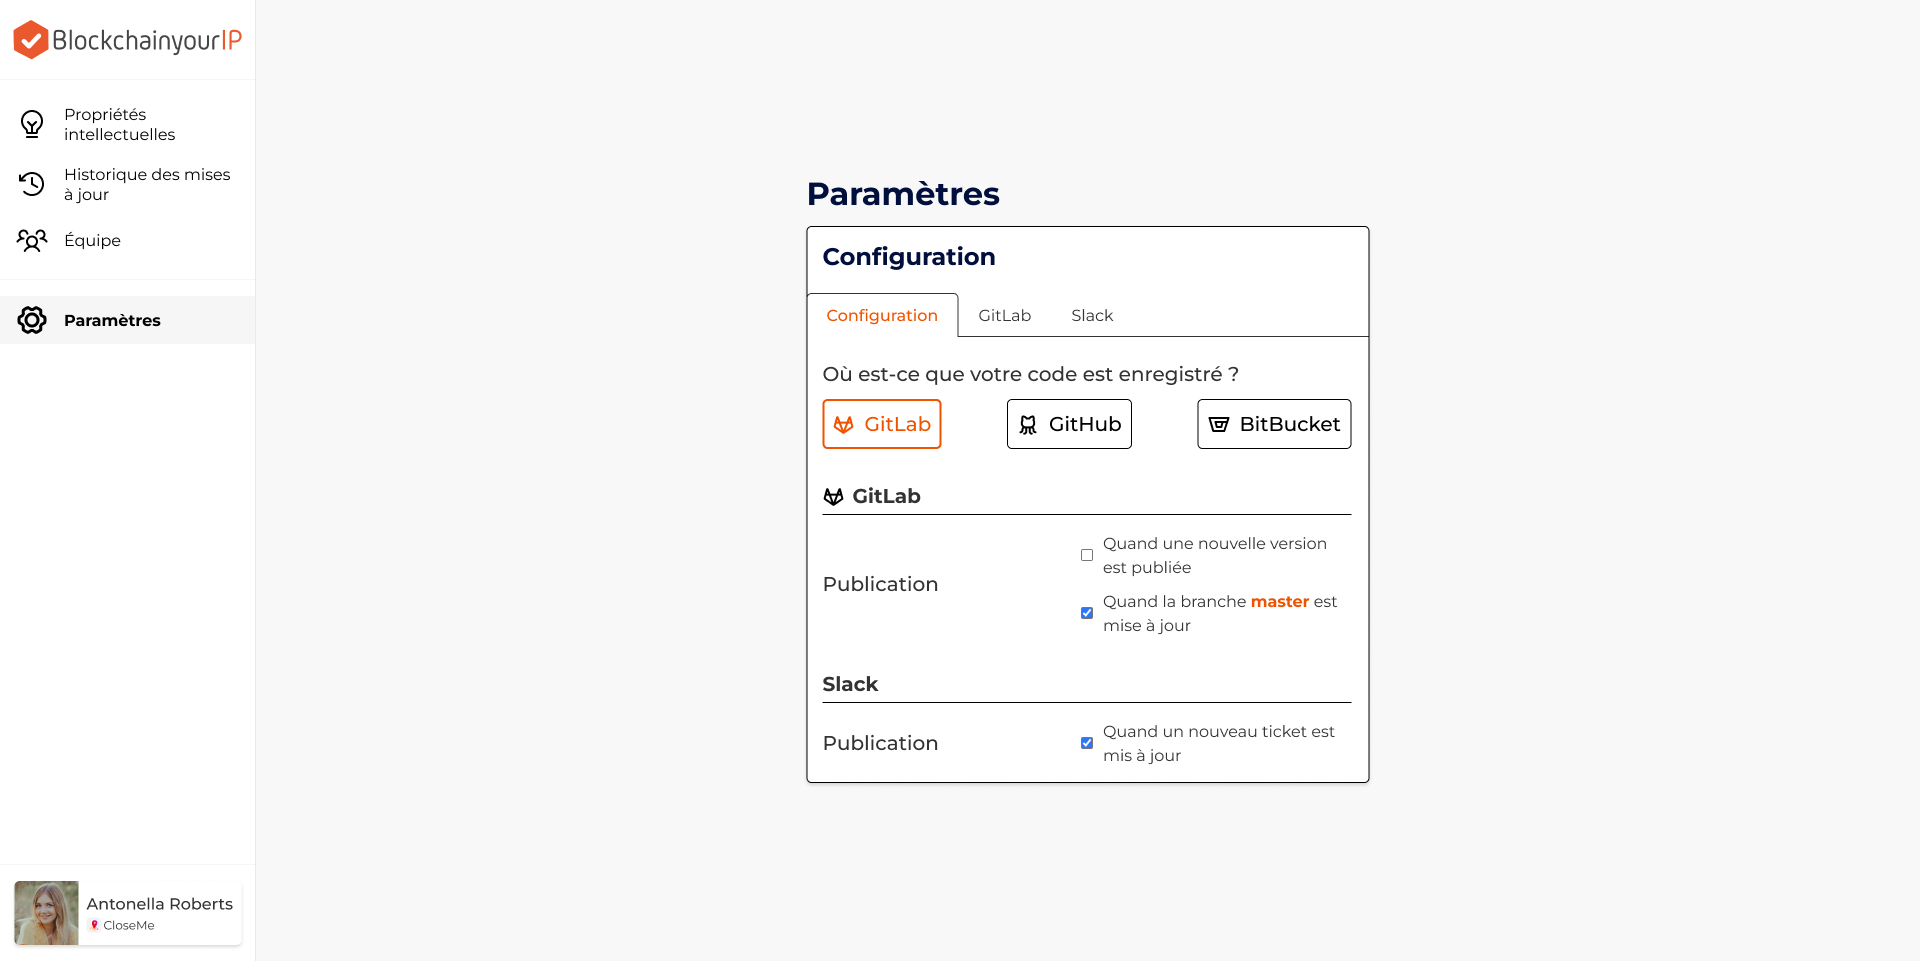 BlockchainyourIP
Propriétés
intellectuelles
Historique des mises
à jour
Équipe
Paramètres
Antonella Roberts
CloseMe
Paramètres
Configuration
Configuration GitLab Slack
Où est-ce que votre code est enregistré ?
GitLab GitHub BitBucket
GitLab
Publication
Quand une nouvelle version
est publiée
Quand la branche master est
mise à jour
Slack
Publication
Quand un nouveau ticket est
mis à jour